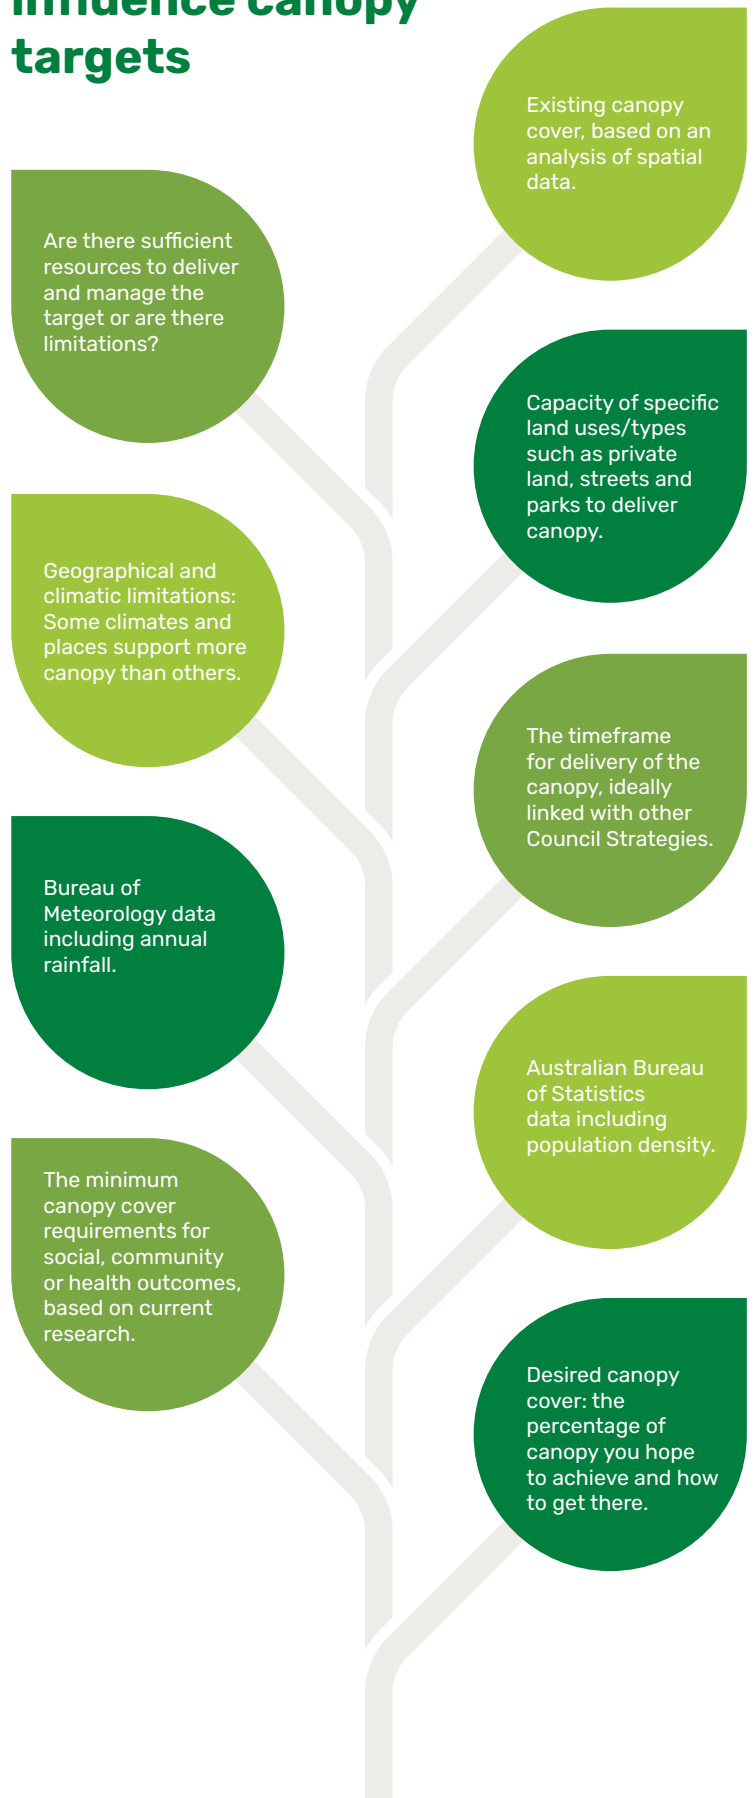 influence canopy
targets
Existing canopy
cover, based on an
analysis of spatial
data.
Are there sufficient
resources to deliver
and manage the
target or are there
limitations?
Capacity of specific
land uses/types
such as private
land, streets and
parks to deliver
canopy.
Geographical and
climatic limitations:
Some climates and
places support more
canopy than others.
The timeframe
for delivery of the
canopy, ideally
linked with other
Council Strategies.
Bureau of
Meteorology data
including annual
rainfall.
Australian Bureau
of Statistics
data including
population density.
The minimum
canopy cover
requirements for
social, community
or health outcomes,
based on current
research.
Desired canopy
cover: the
percentage of
canopy you hope
to achieve and how
to get there.